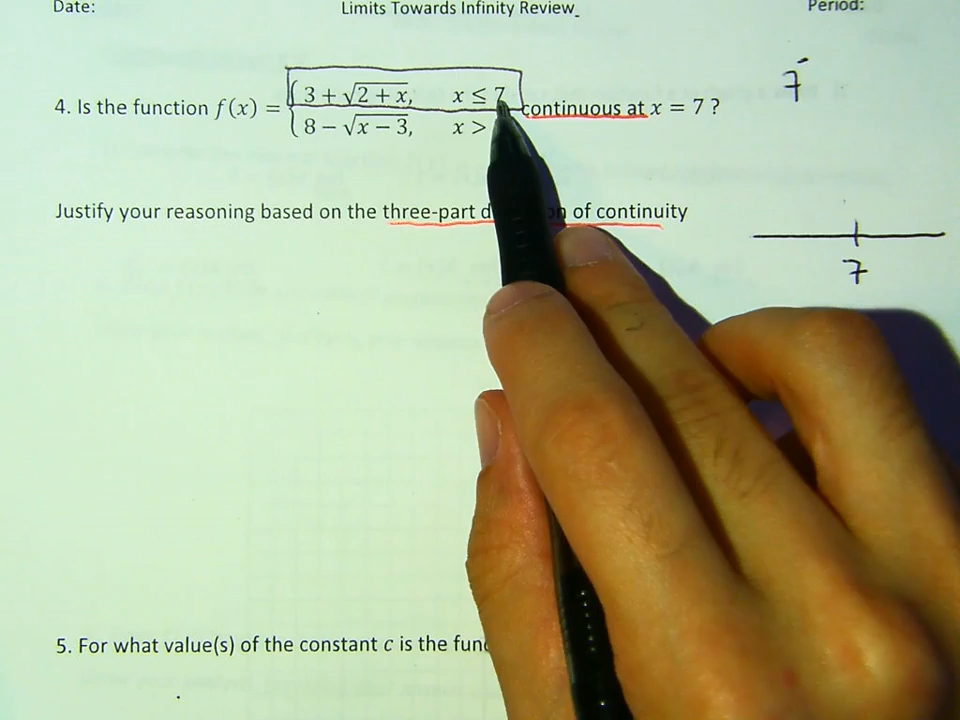 Date: Limits Towards Infinity Review_ Period:
7⁻
4. Is the function f(x) = { 3 + √(2 + x), x ≤ 7 continuous at x = 7 ?
8 − √(x − 3), x >
Justify your reasoning based on the three-part of continuity
7
5. For what value(s) of the constant c is the